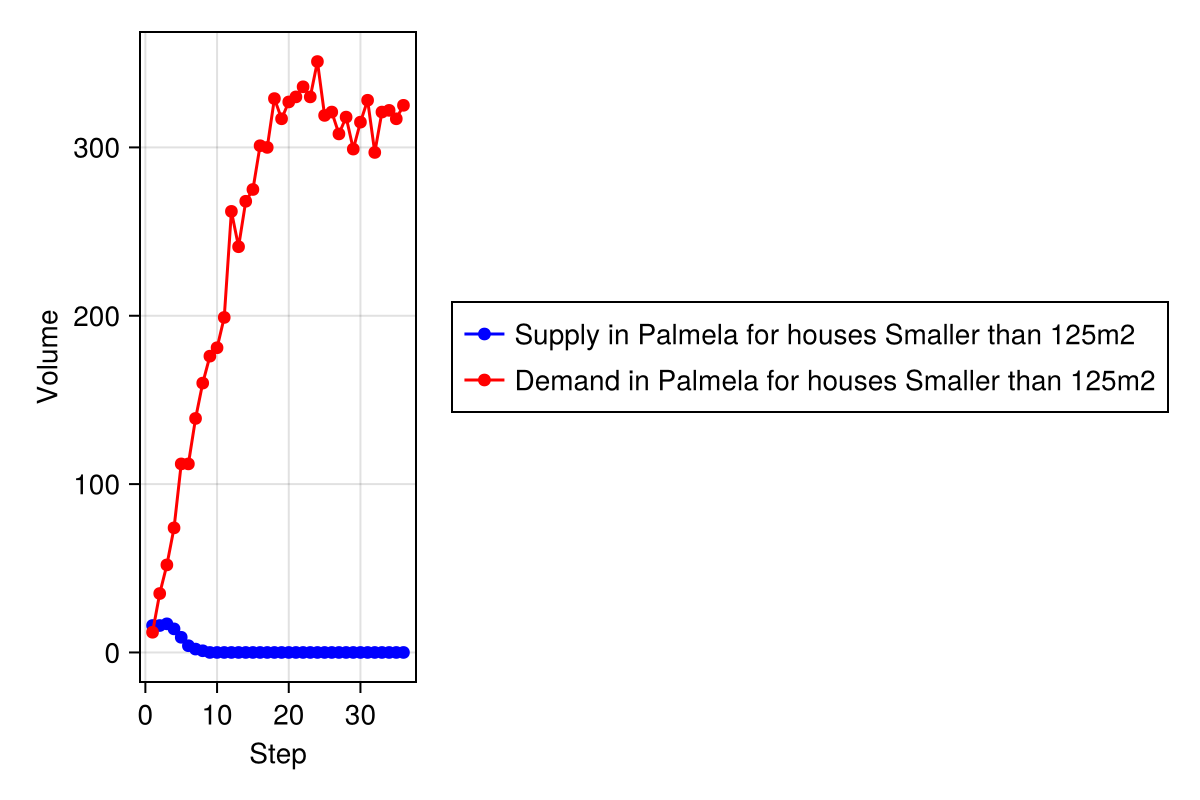 Volume
300
200
100
0
0 10 20 30
Step
Supply in Palmela for houses Smaller than 125m2
Demand in Palmela for houses Smaller than 125m2